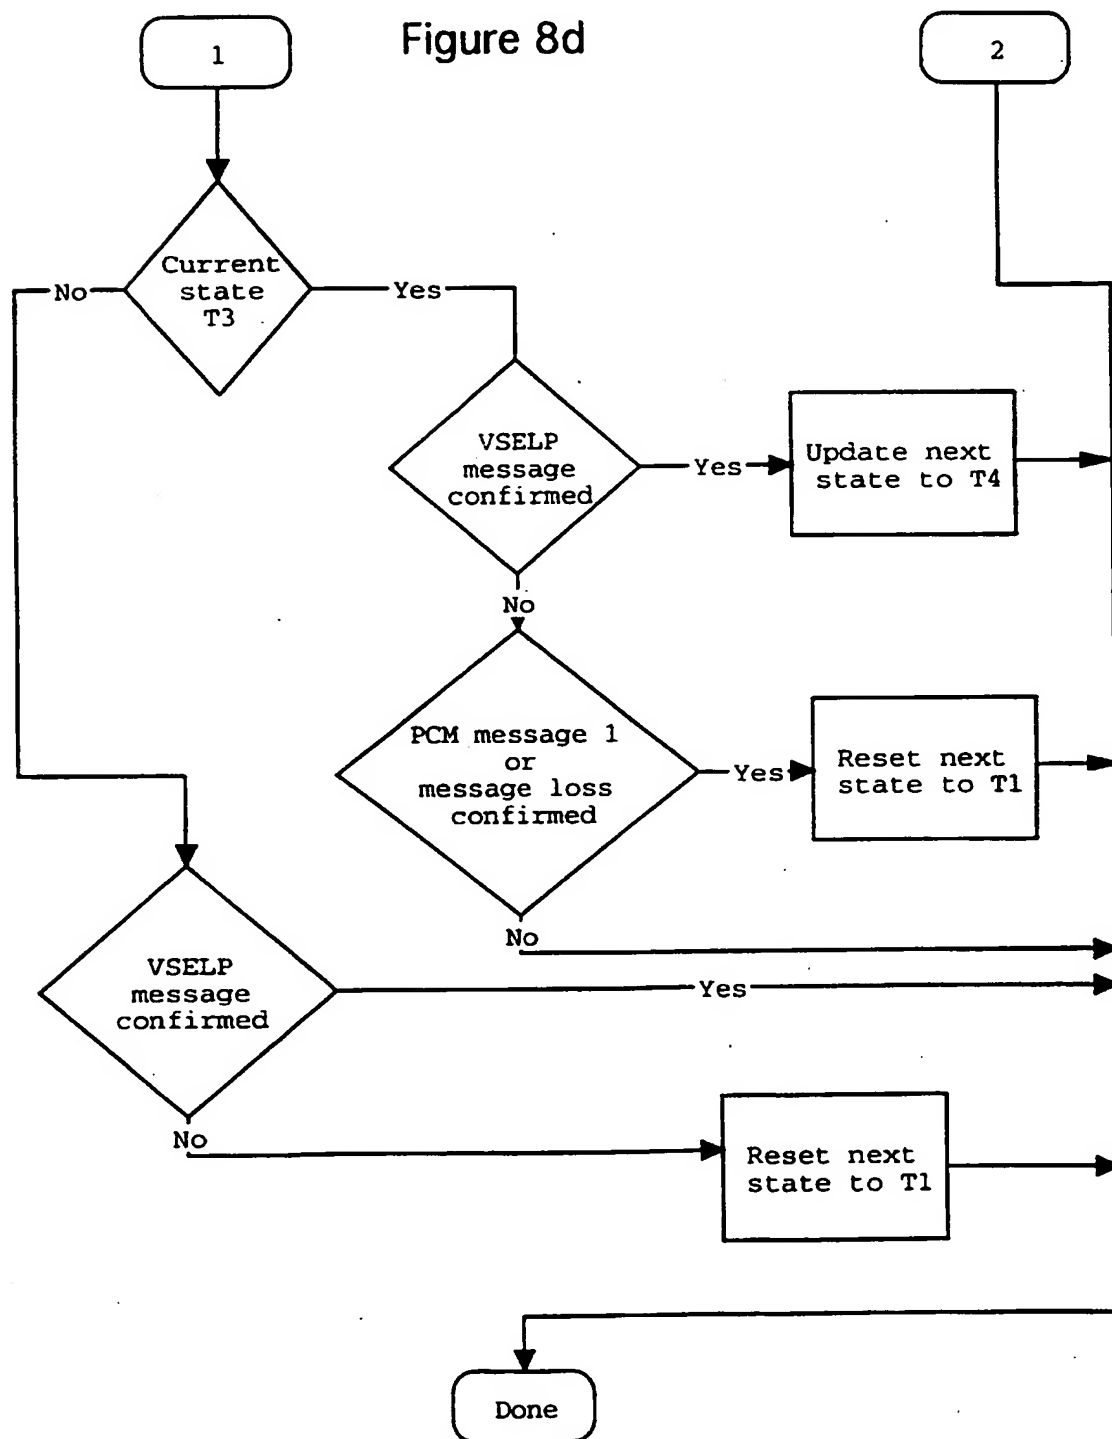 Figure 8d
1
2
Current
state
T3
No
Yes
VSELP
message
confirmed
Yes
Update next
state to T4
No
PCM message 1
or
message loss
confirmed
Yes
Reset next
state to T1
No
VSELP
message
confirmed
Yes
No
Reset next
state to T1
Done